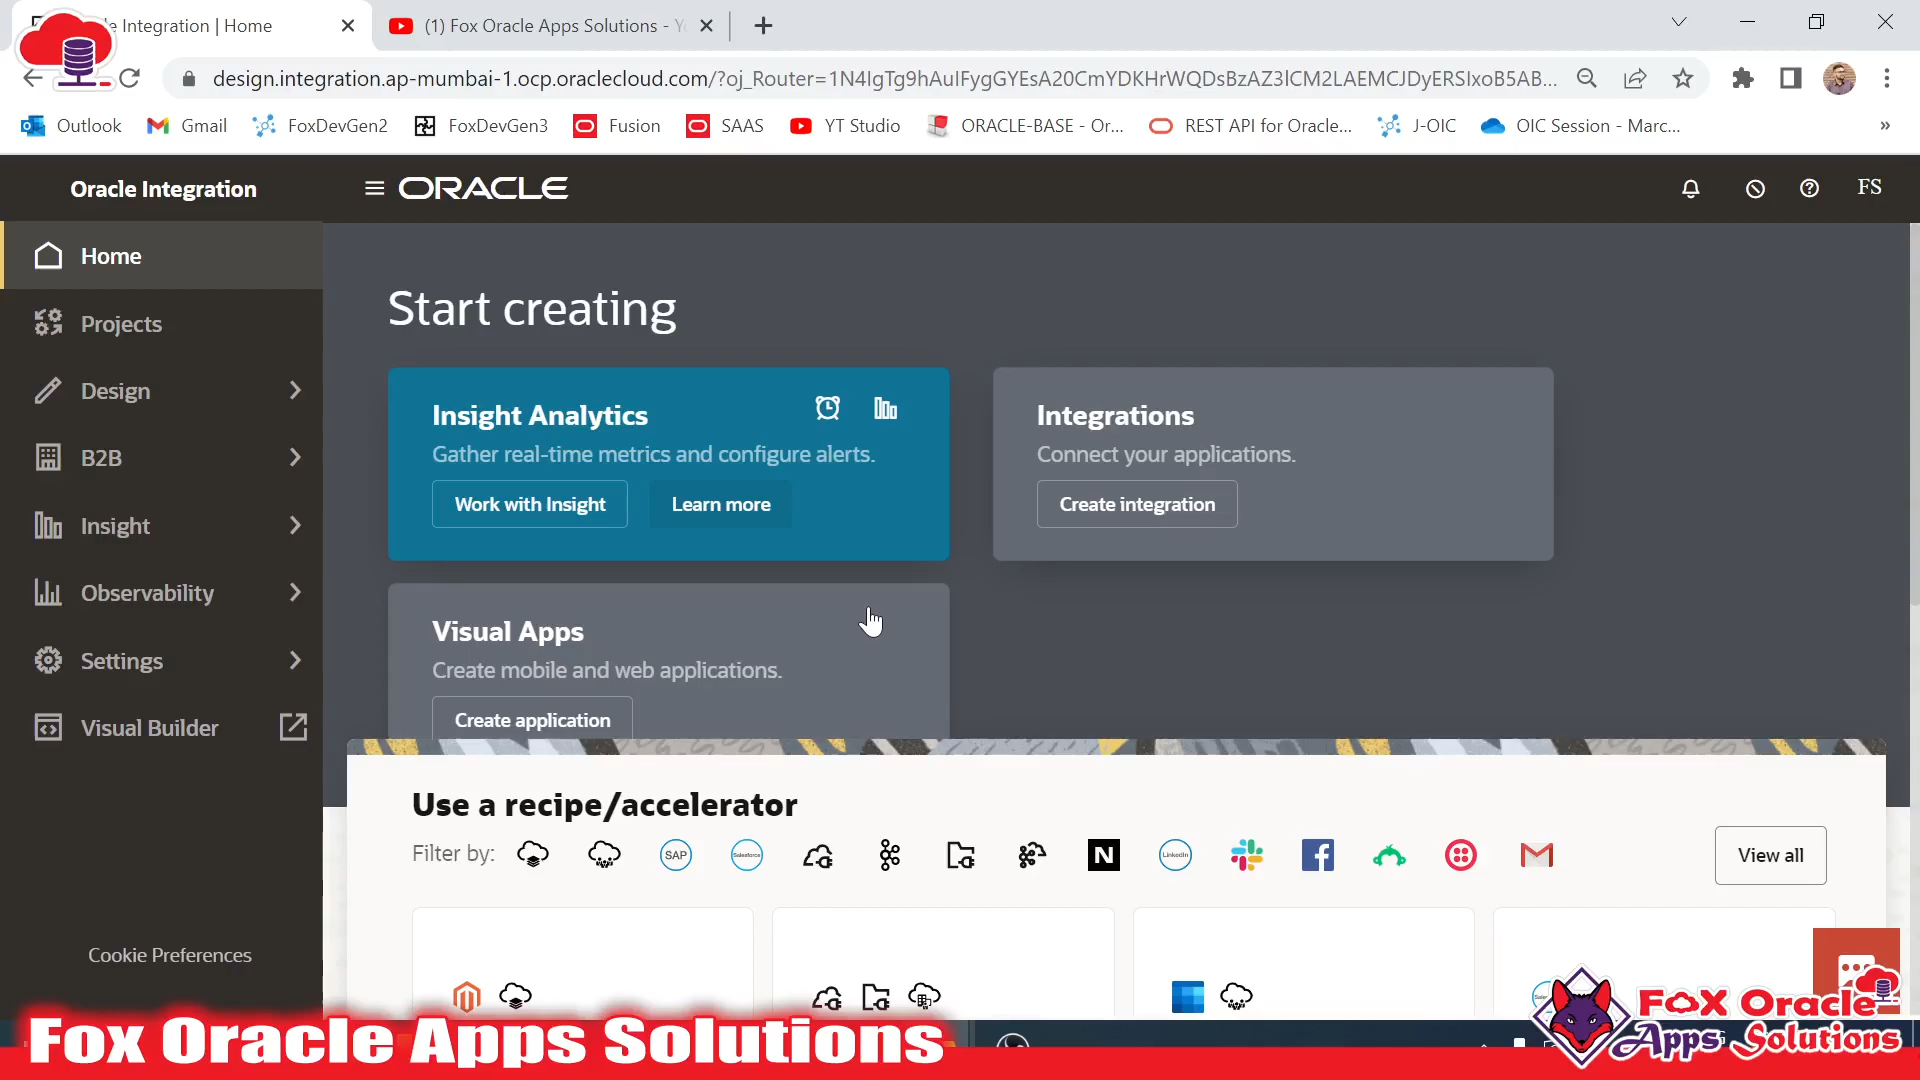 Integration | Home
(1) Fox Oracle Apps Solutions - Y
design.integration.ap-mumbai-1.ocp.oraclecloud.com/?oj_Router=1N4IgTg9hAuIFygGYEsA20CmYDKHrWQDsBzAZ3ICM2LAEMCJDyERSIxoB5AB...
Outlook
Gmail
FoxDevGen2
FoxDevGen3
Fusion
SAAS
YT Studio
ORACLE-BASE - Or...
REST API for Oracle...
J-OIC
OIC Session - Marc...
»
Oracle Integration
ORACLE
FS
Home
Projects
Design
B2B
Insight
Observability
Settings
Visual Builder
Cookie Preferences
Start creating
Insight Analytics
Gather real-time metrics and configure alerts.
Work with Insight
Learn more
Integrations
Connect your applications.
Create integration
Visual Apps
Create mobile and web applications.
Create application
Use a recipe/accelerator
Filter by:
SAP
Salesforce
N
LinkedIn
View all
Fox Oracle Apps Solutions
FOX Oracle
Apps Solutions